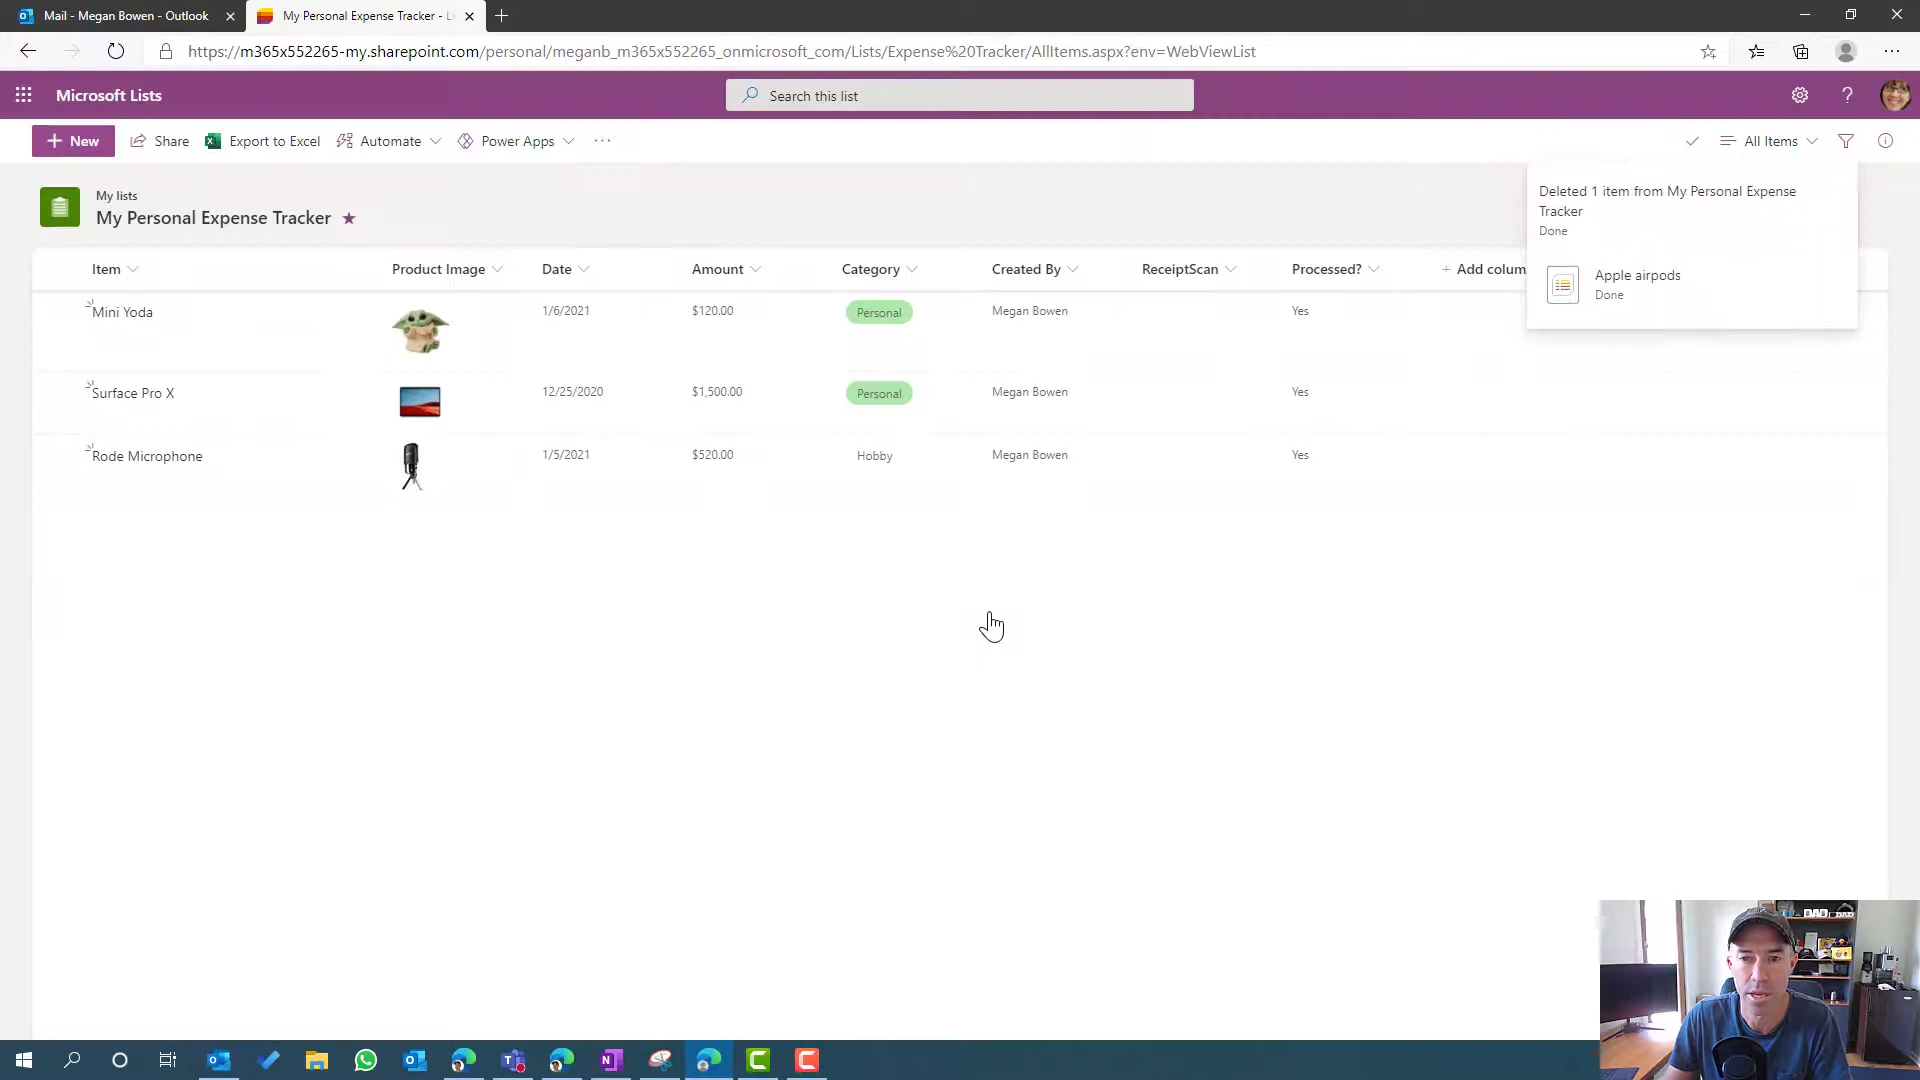 Mail - Megan Bowen - Outlook
My Personal Expense Tracker - Li
https://m365x552265-my.sharepoint.com/personal/meganb_m365x552265_onmicrosoft_com/Lists/Expense%20Tracker/AllItems.aspx?env=WebViewList
Microsoft Lists
Search this list
New
Share
Export to Excel
Automate
Power Apps
All Items
My lists
My Personal Expense Tracker
Deleted 1 item from My Personal Expense
Tracker
Done
Apple airpods
Done
Item
Product Image
Date
Amount
Category
Created By
ReceiptScan
Processed?
+ Add colum
Mini Yoda
1/6/2021
$120.00
Personal
Megan Bowen
Yes
Surface Pro X
12/25/2020
$1,500.00
Personal
Megan Bowen
Yes
Rode Microphone
1/5/2021
$520.00
Hobby
Megan Bowen
Yes
DAD